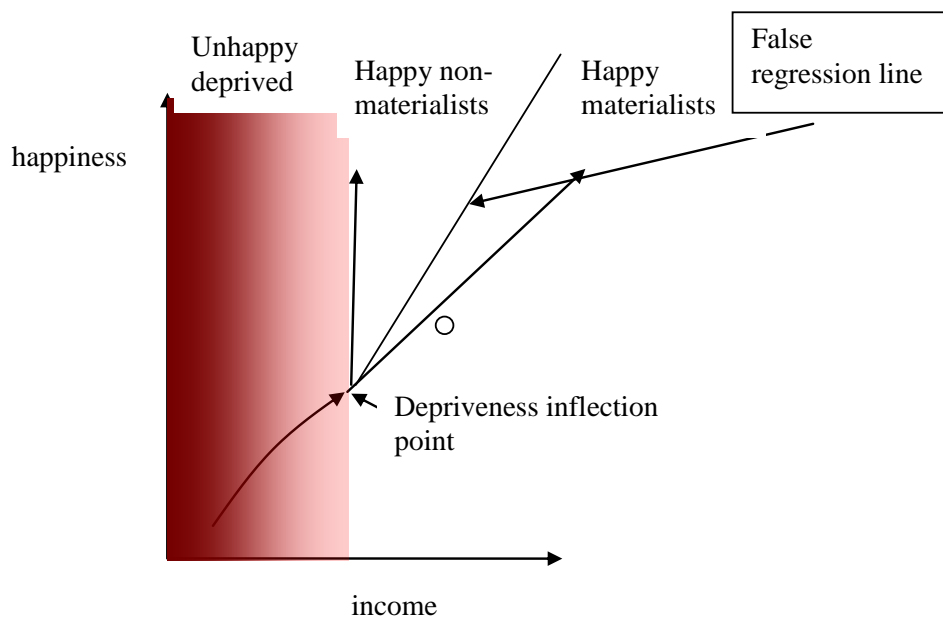 Unhappy
deprived
Happy non-
materialists
Happy
materialists
False
regression line
happiness
Depriveness inflection
point
income